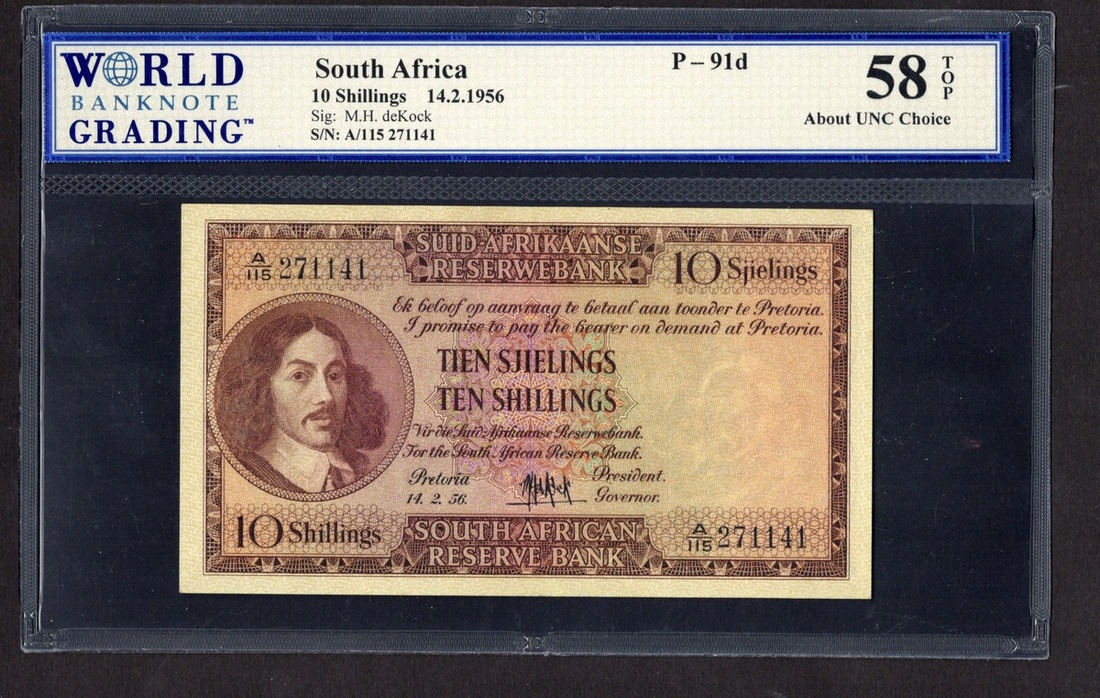 WORLD
BANKNOTE
GRADING™
South Africa
10 Shillings 14.2.1956
Sig: M.H. deKock
S/N: A/115 271141
P – 91d
58 TOP
About UNC Choice
SUID-AFRIKAANSE
RESERWEBANK
A/115 271141
10 Sjielings
Ek beloof op aanvraag te betaal aan toonder te Pretoria.
I promise to pay the bearer on demand at Pretoria.
TIEN SJIELINGS
TEN SHILLINGS
Vir die Suid-Afrikaanse Reserwebank.
For the South African Reserve Bank.
Pretoria
14. 2. 56.
President.
Governor.
10 Shillings
SOUTH AFRICAN
RESERVE BANK
A/115 271141